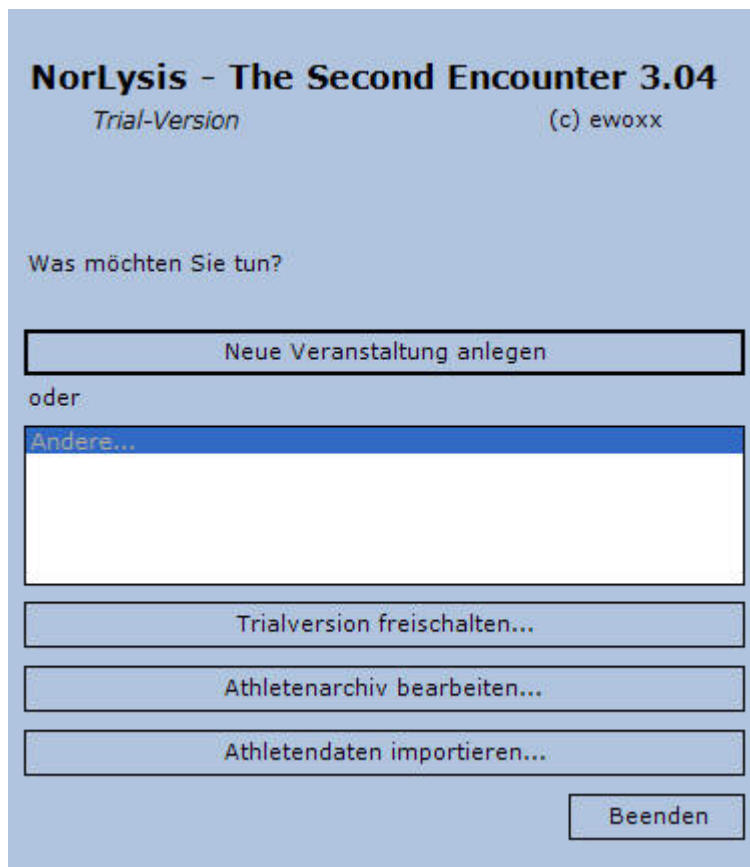 NorLysis - The Second Encounter 3.04
Trial-Version (c) ewoxx
Was möchten Sie tun?
Neue Veranstaltung anlegen
oder
Andere...
Trialversion freischalten...
Athletenarchiv bearbeiten...
Athletendaten importieren...
Beenden